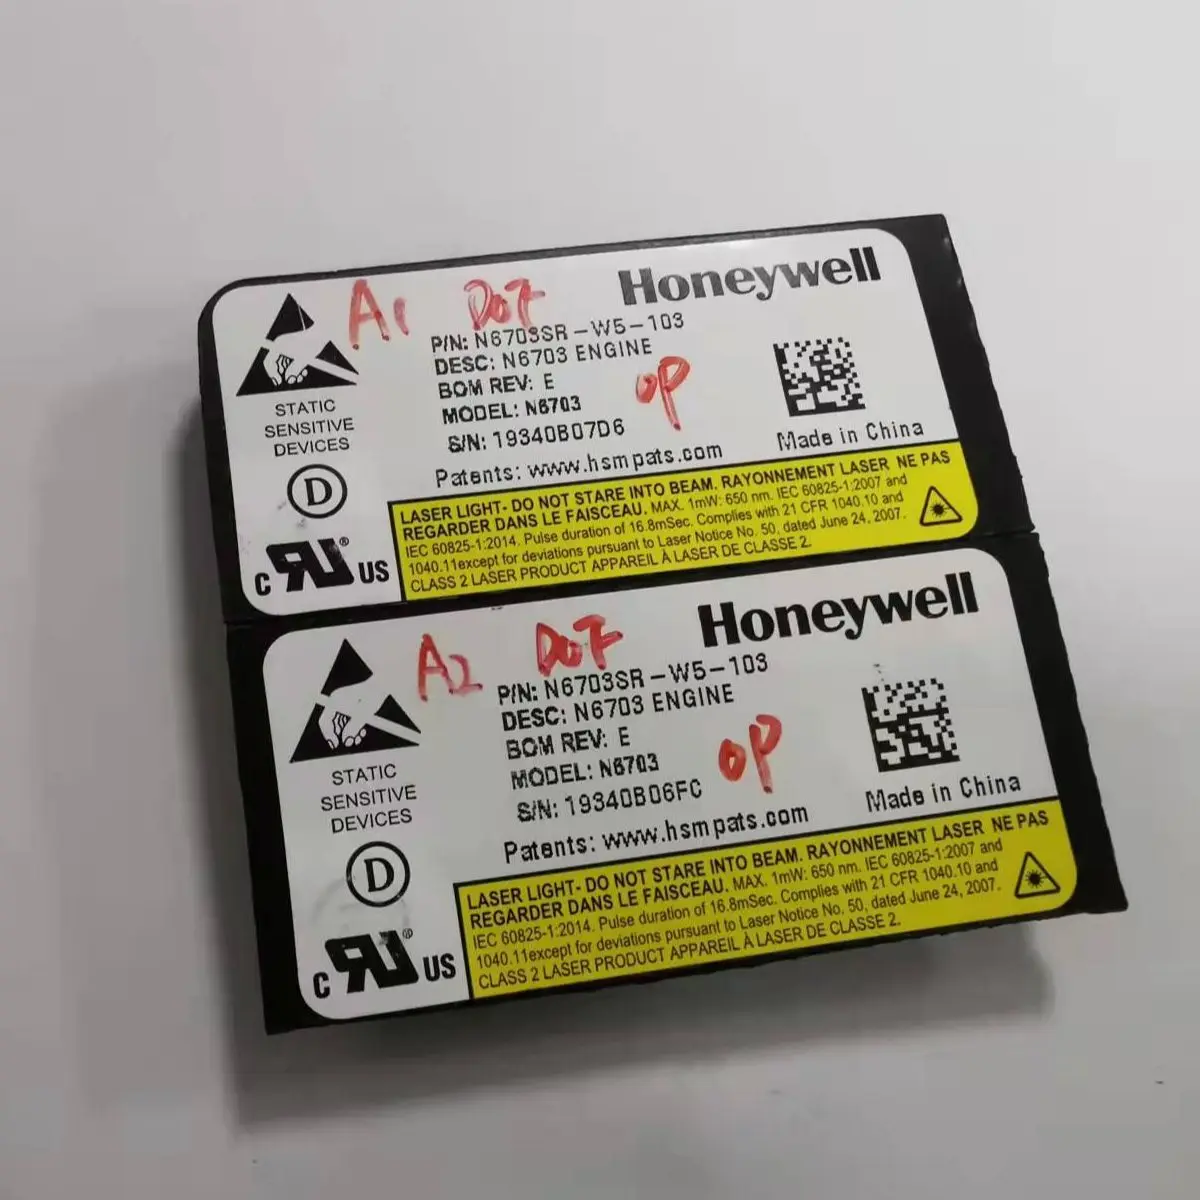 A1 D07
Honeywell
P/N: N6703SR-W5-103
DESC: N6703 ENGINE
BOM REV: E
OP
MODEL: N6703
S/N: 19340B07D6
Patents: www.hsmpats.com
Made in China
STATIC
SENSITIVE
DEVICES
D
c RU® US
LASER LIGHT- DO NOT STARE INTO BEAM. RAYONNEMENT LASER NE PAS
REGARDER DANS LE FAISCEAU. MAX. 1mW: 650 nm. IEC 60825-1:2007 and
IEC 60825-1:2014. Pulse duration of 16.8mSec. Complies with 21 CFR 1040.10 and
1040.11except for deviations pursuant to Laser Notice No. 50, dated June 24, 2007.
CLASS 2 LASER PRODUCT APPAREIL À LASER DE CLASSE 2.
A2 D07
Honeywell
P/N: N6703SR-W5-103
DESC: N6703 ENGINE
BOM REV: E
OP
MODEL: N6703
S/N: 19340B06FC
Patents: www.hsmpats.com
Made in China
STATIC
SENSITIVE
DEVICES
D
c RU® US
LASER LIGHT- DO NOT STARE INTO BEAM. RAYONNEMENT LASER NE PAS
REGARDER DANS LE FAISCEAU. MAX. 1mW: 650 nm. IEC 60825-1:2007 and
IEC 60825-1:2014. Pulse duration of 16.8mSec. Complies with 21 CFR 1040.10 and
1040.11except for deviations pursuant to Laser Notice No. 50, dated June 24, 2007.
CLASS 2 LASER PRODUCT APPAREIL À LASER DE CLASSE 2.